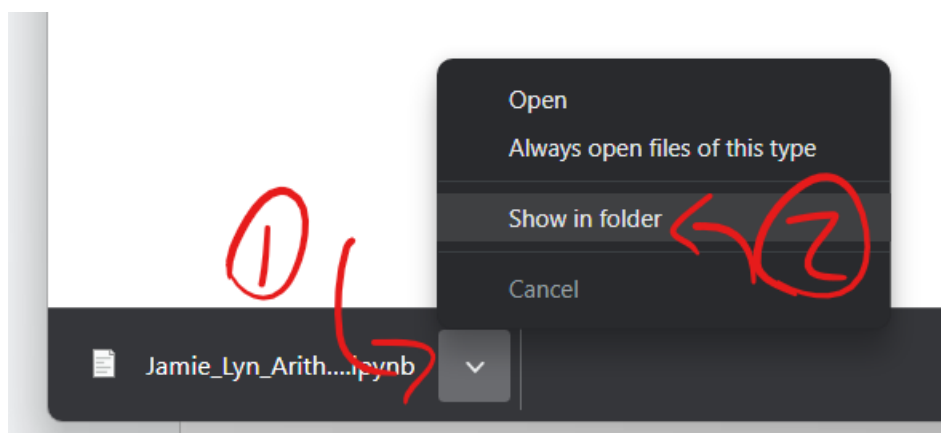 Open
Always open files of this type
Show in folder
2
Cancel
1
Jamie_Lyn_Arith....ipynb